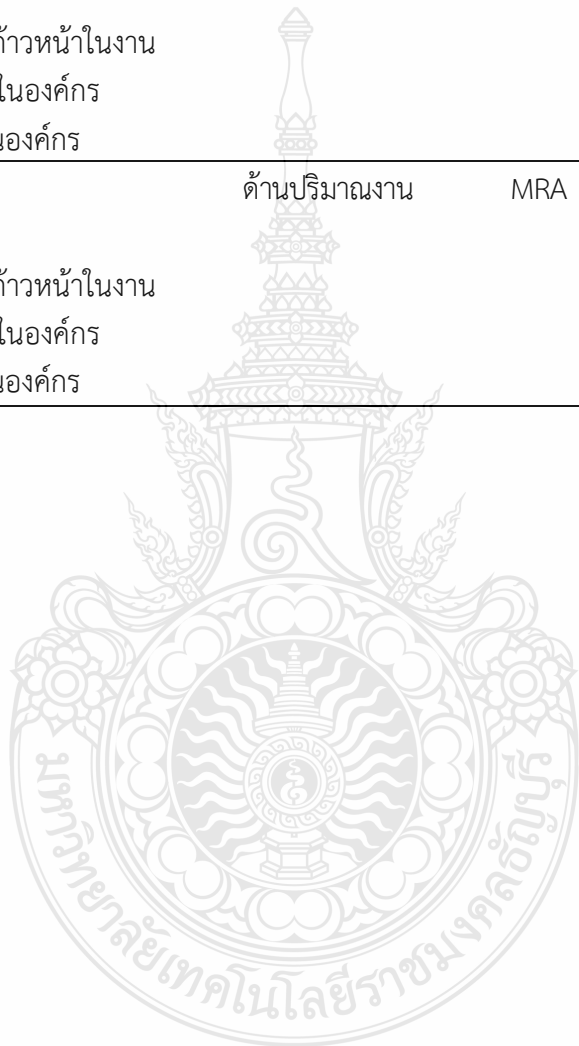 ก้าวหน้าในงาน
ในองค์กร
นองค์กร
ด้านปริมาณงาน MRA
ก้าวหน้าในงาน
ในองค์กร
นองค์กร
มหาวิทยาลัยเทคโนโลยีราชมงคลธัญบุรี